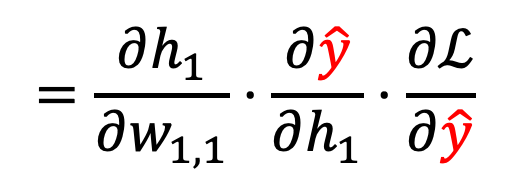 = ∂h₁/∂w₁,₁ · ∂ŷ/∂h₁ · ∂ℒ/∂ŷ